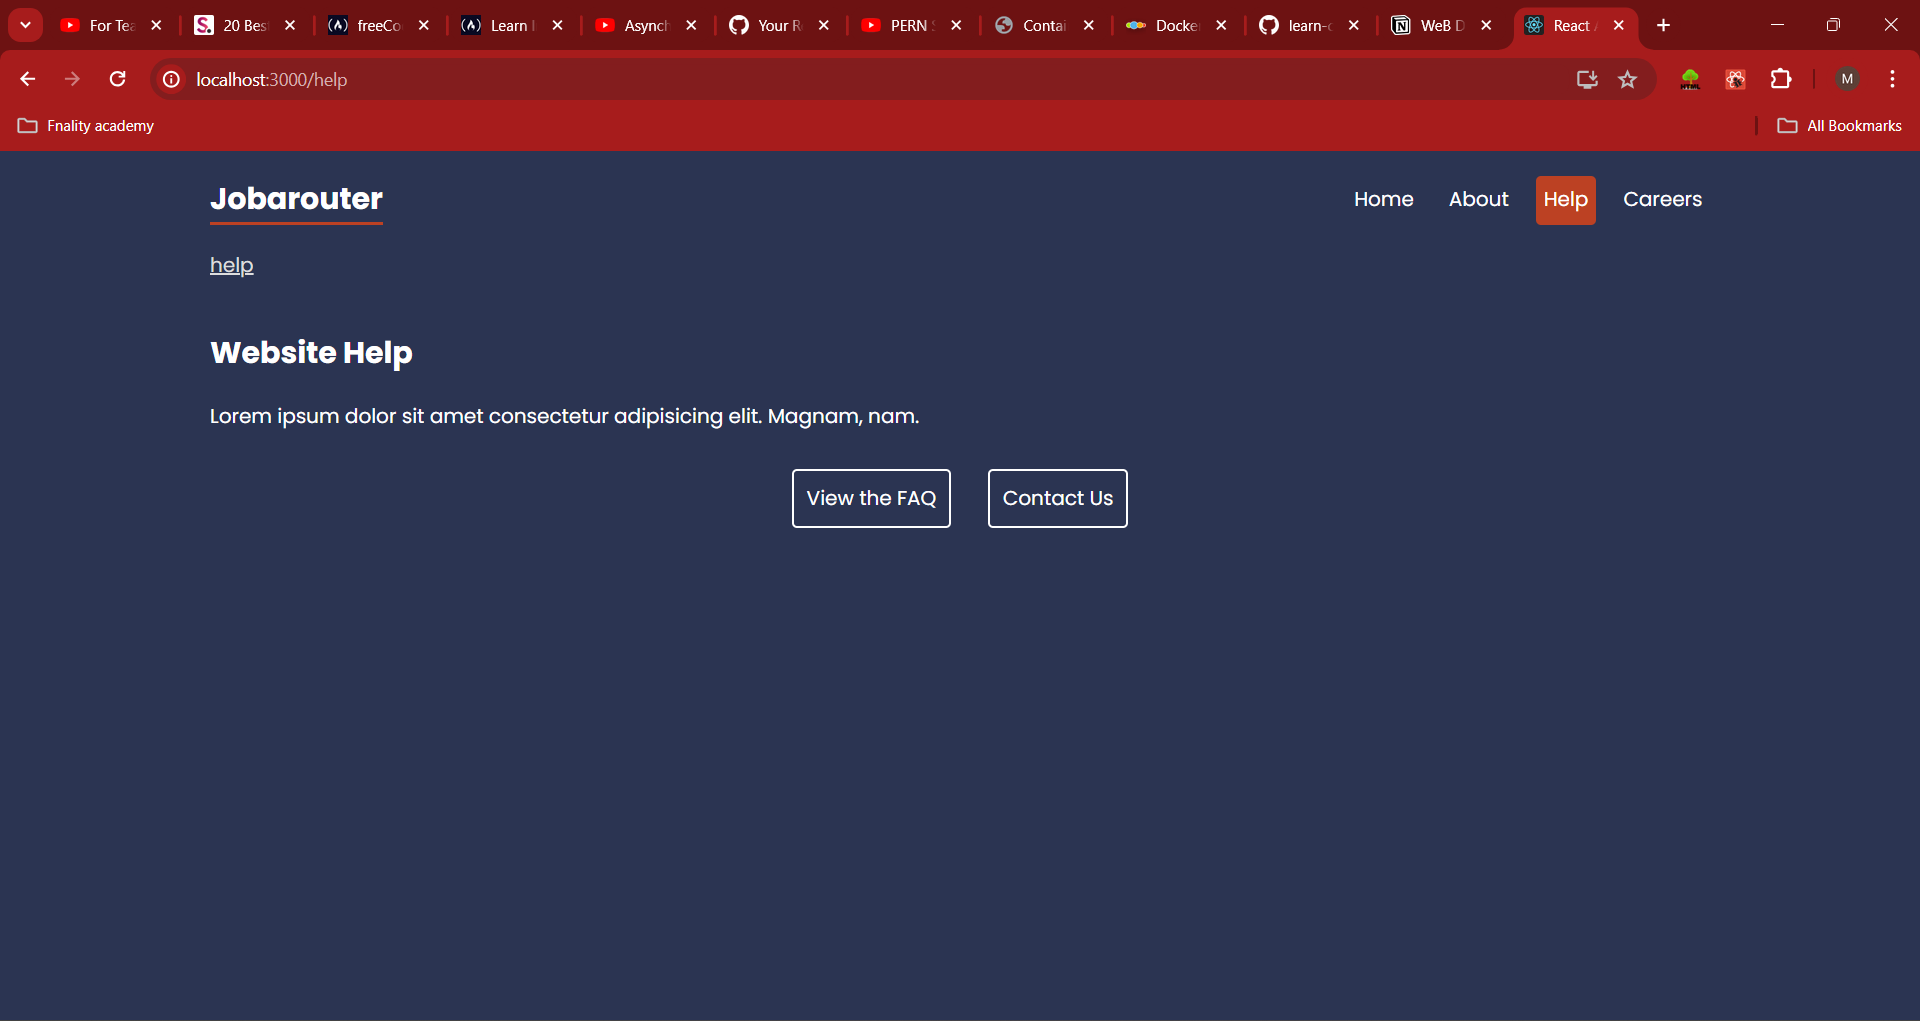 For Tea
20 Bes
freeCo
Learn
Asynch
Your R
PERN
Contai
Docke
learn-
WeB D
React
localhost:3000/help
M
Fnality academy
All Bookmarks
Jobarouter
Home
About
Help
Careers
help
Website Help
Lorem ipsum dolor sit amet consectetur adipisicing elit. Magnam, nam.
View the FAQ
Contact Us